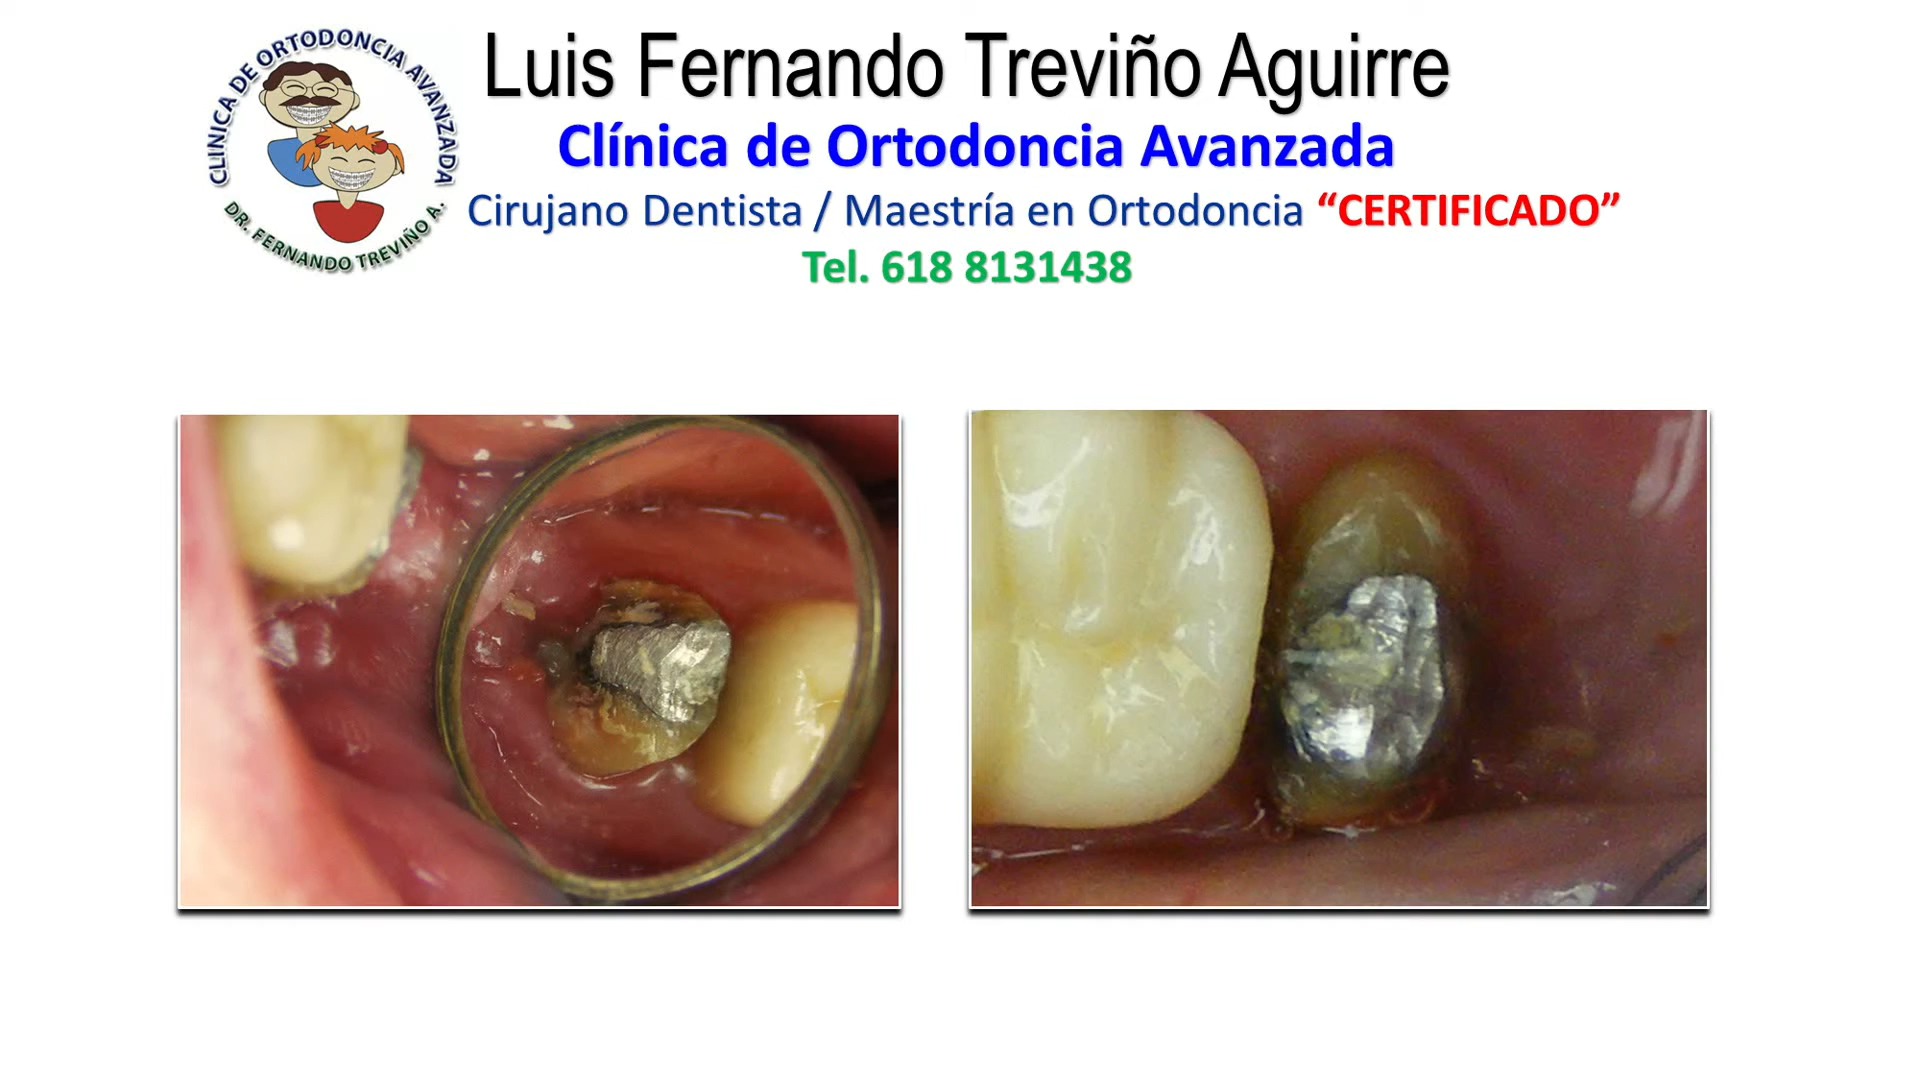 CLINICA DE ORTODONCIA AVANZADA
DR. FERNANDO TREVIÑO A.
Luis Fernando Treviño Aguirre
Clínica de Ortodoncia Avanzada
Cirujano Dentista / Maestría en Ortodoncia “CERTIFICADO”
Tel. 618 8131438